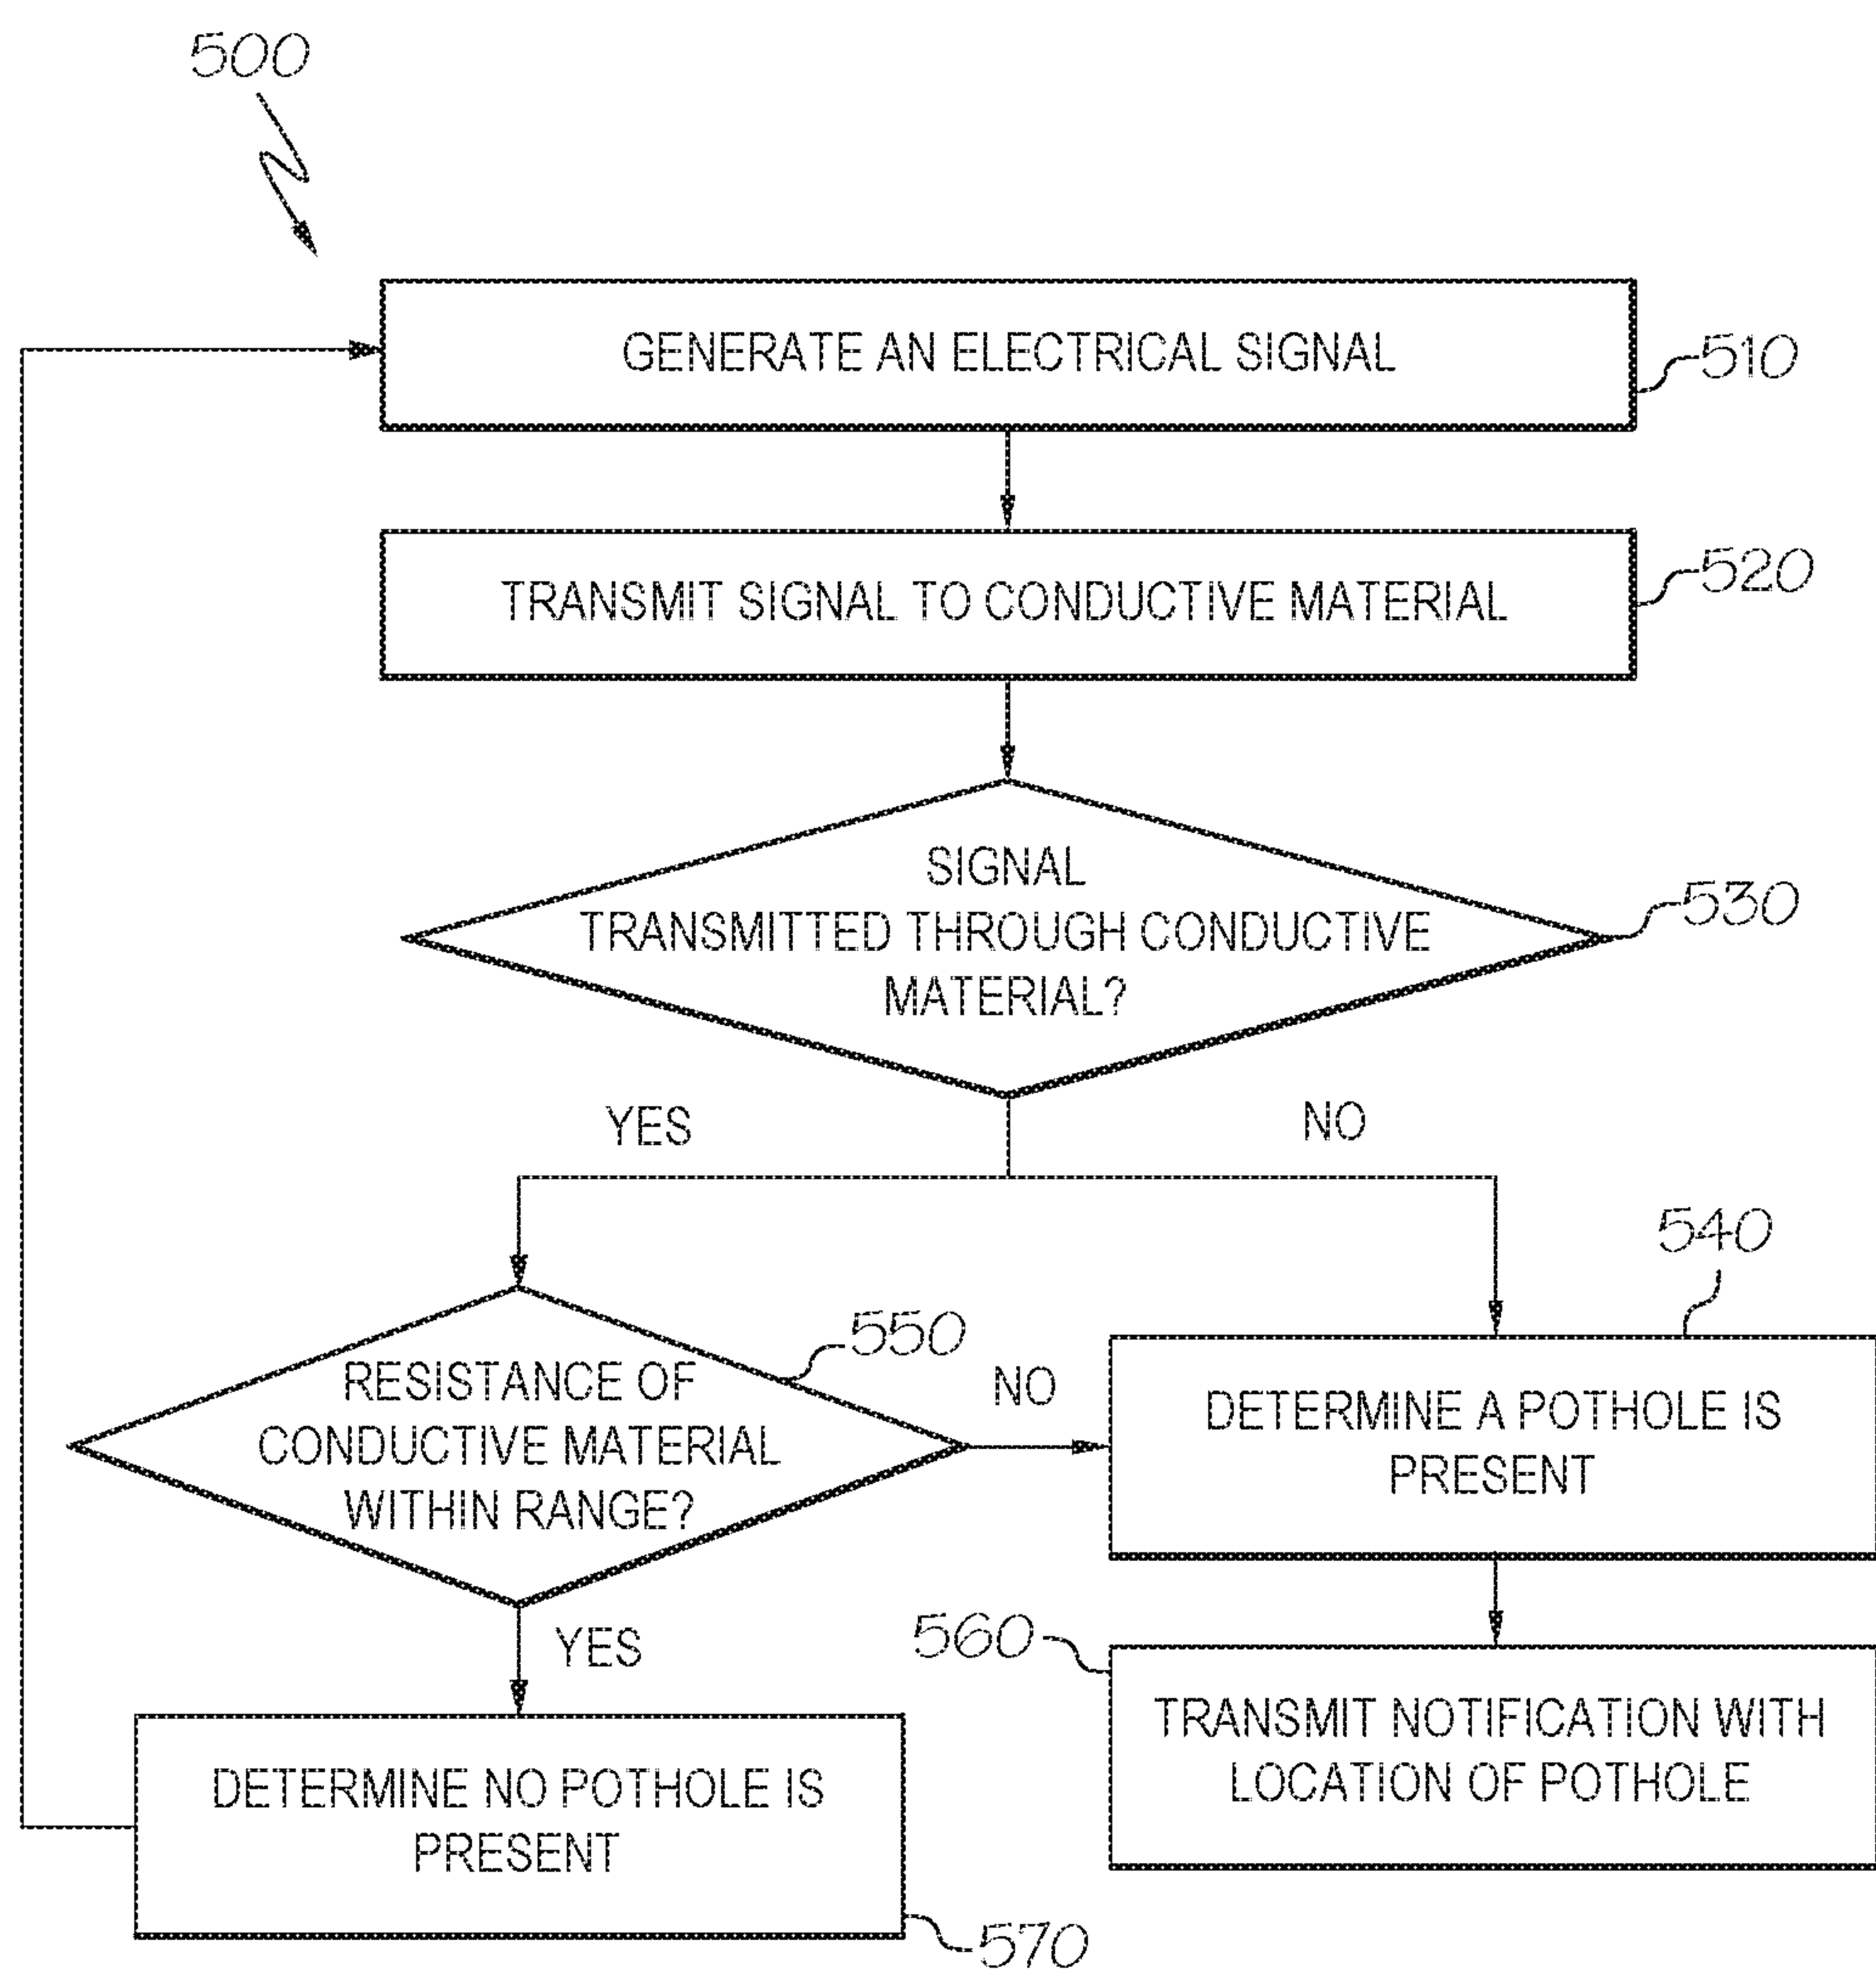 500
GENERATE AN ELECTRICAL SIGNAL
510
TRANSMIT SIGNAL TO CONDUCTIVE MATERIAL
520
SIGNAL
TRANSMITTED THROUGH CONDUCTIVE
MATERIAL?
530
YES
NO
540
550
RESISTANCE OF
CONDUCTIVE MATERIAL
WITHIN RANGE?
NO
DETERMINE A POTHOLE IS
PRESENT
YES
560
TRANSMIT NOTIFICATION WITH
LOCATION OF POTHOLE
DETERMINE NO POTHOLE IS
PRESENT
570